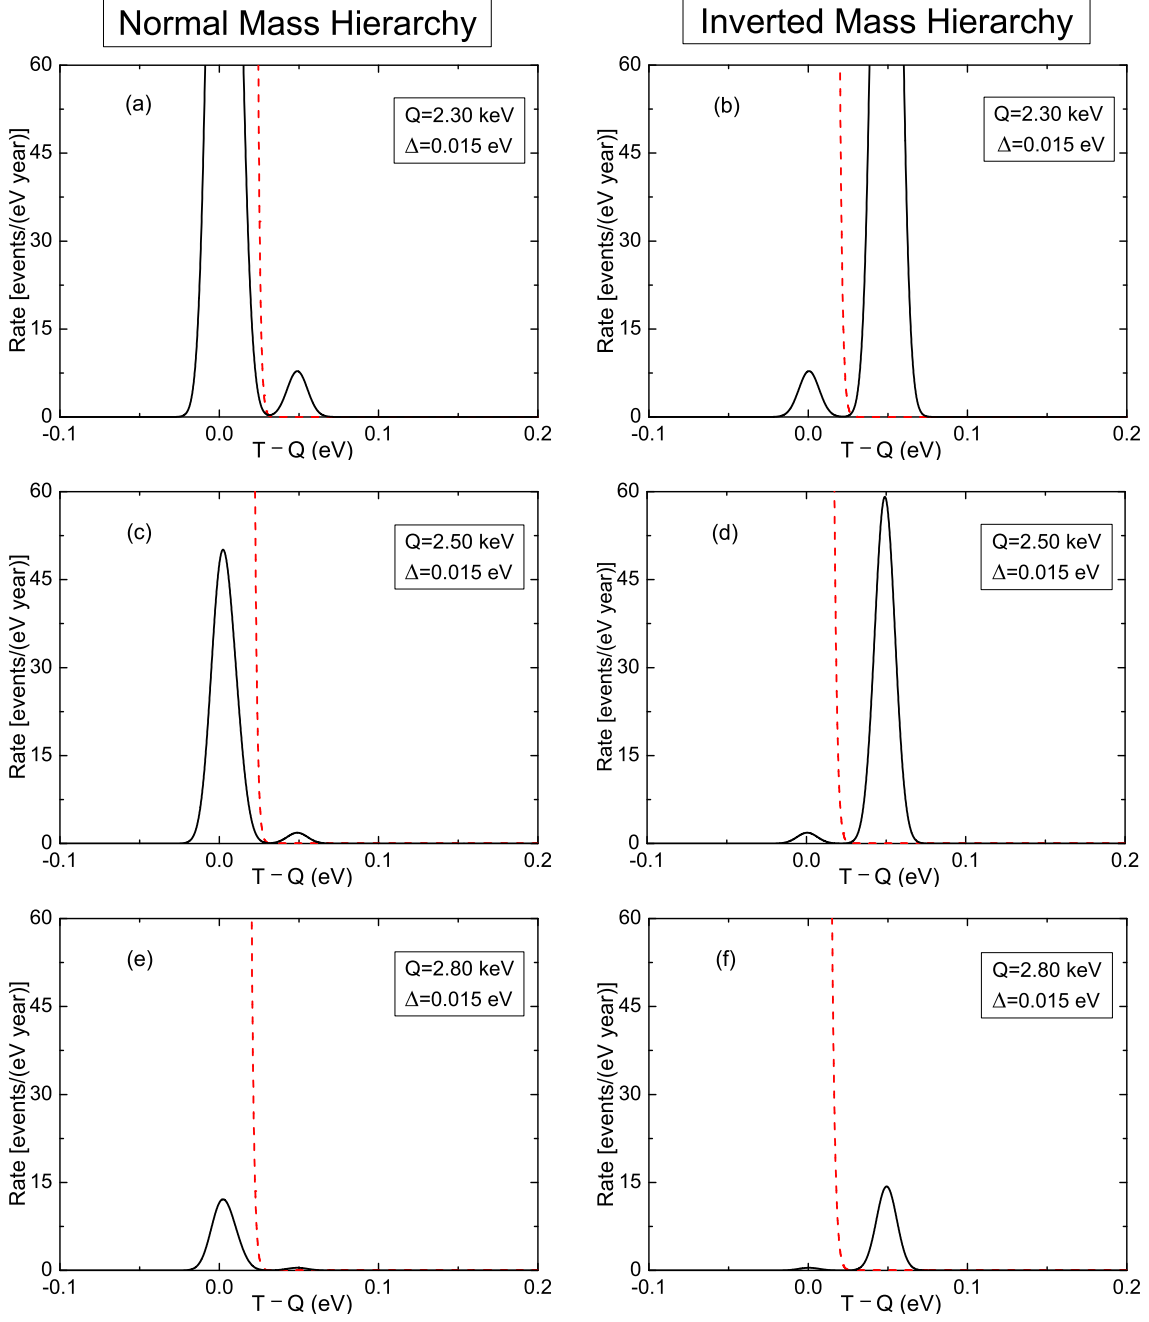 Normal Mass Hierarchy
Inverted Mass Hierarchy
(a)
Q=2.30 keV
Δ=0.015 eV
Rate [events/(eV year)]
60
45
30
15
0
-0.1
0.0
0.1
0.2
T − Q (eV)
(b)
Q=2.30 keV
Δ=0.015 eV
Rate [events/(eV year)]
60
45
30
15
0
-0.1
0.0
0.1
0.2
T − Q (eV)
(c)
Q=2.50 keV
Δ=0.015 eV
Rate [events/(eV year)]
60
45
30
15
0
-0.1
0.0
0.1
0.2
T − Q (eV)
(d)
Q=2.50 keV
Δ=0.015 eV
Rate [events/(eV year)]
60
45
30
15
0
-0.1
0.0
0.1
0.2
T − Q (eV)
(e)
Q=2.80 keV
Δ=0.015 eV
Rate [events/(eV year)]
60
45
30
15
0
-0.1
0.0
0.1
0.2
T − Q (eV)
(f)
Q=2.80 keV
Δ=0.015 eV
Rate [events/(eV year)]
60
45
30
15
0
-0.1
0.0
0.1
0.2
T − Q (eV)